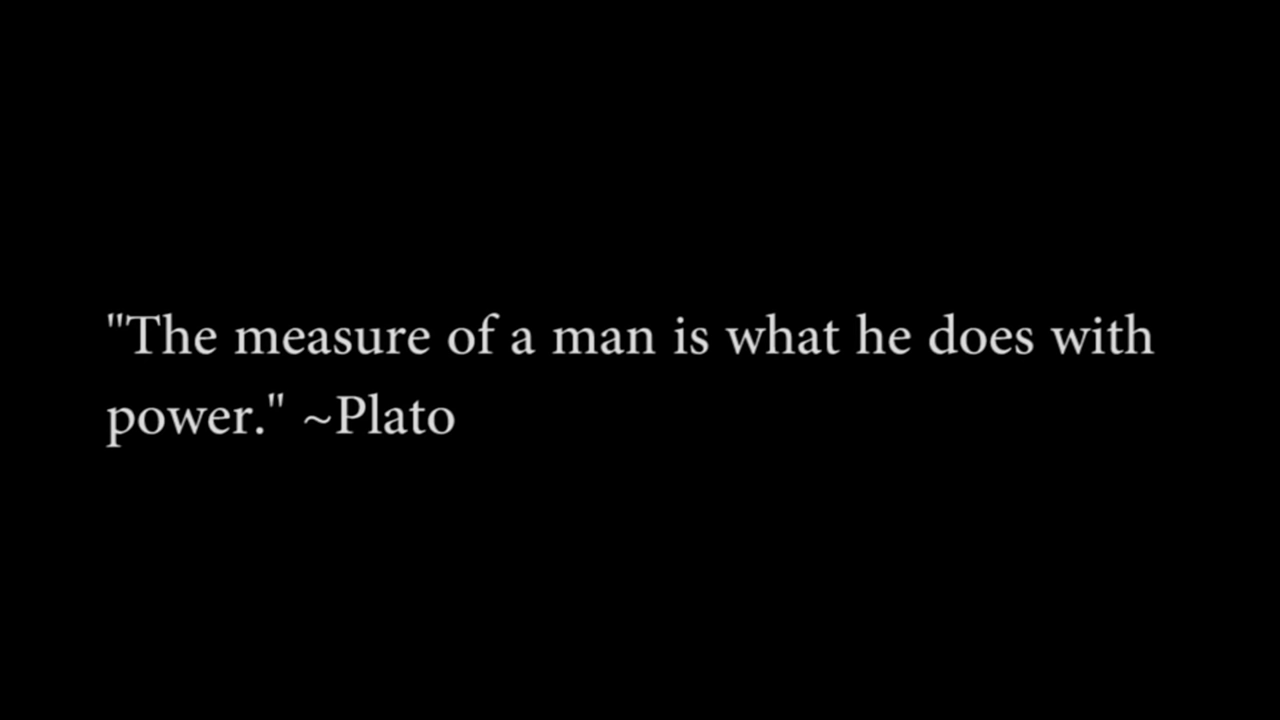 "The measure of a man is what he does with
power." ~Plato